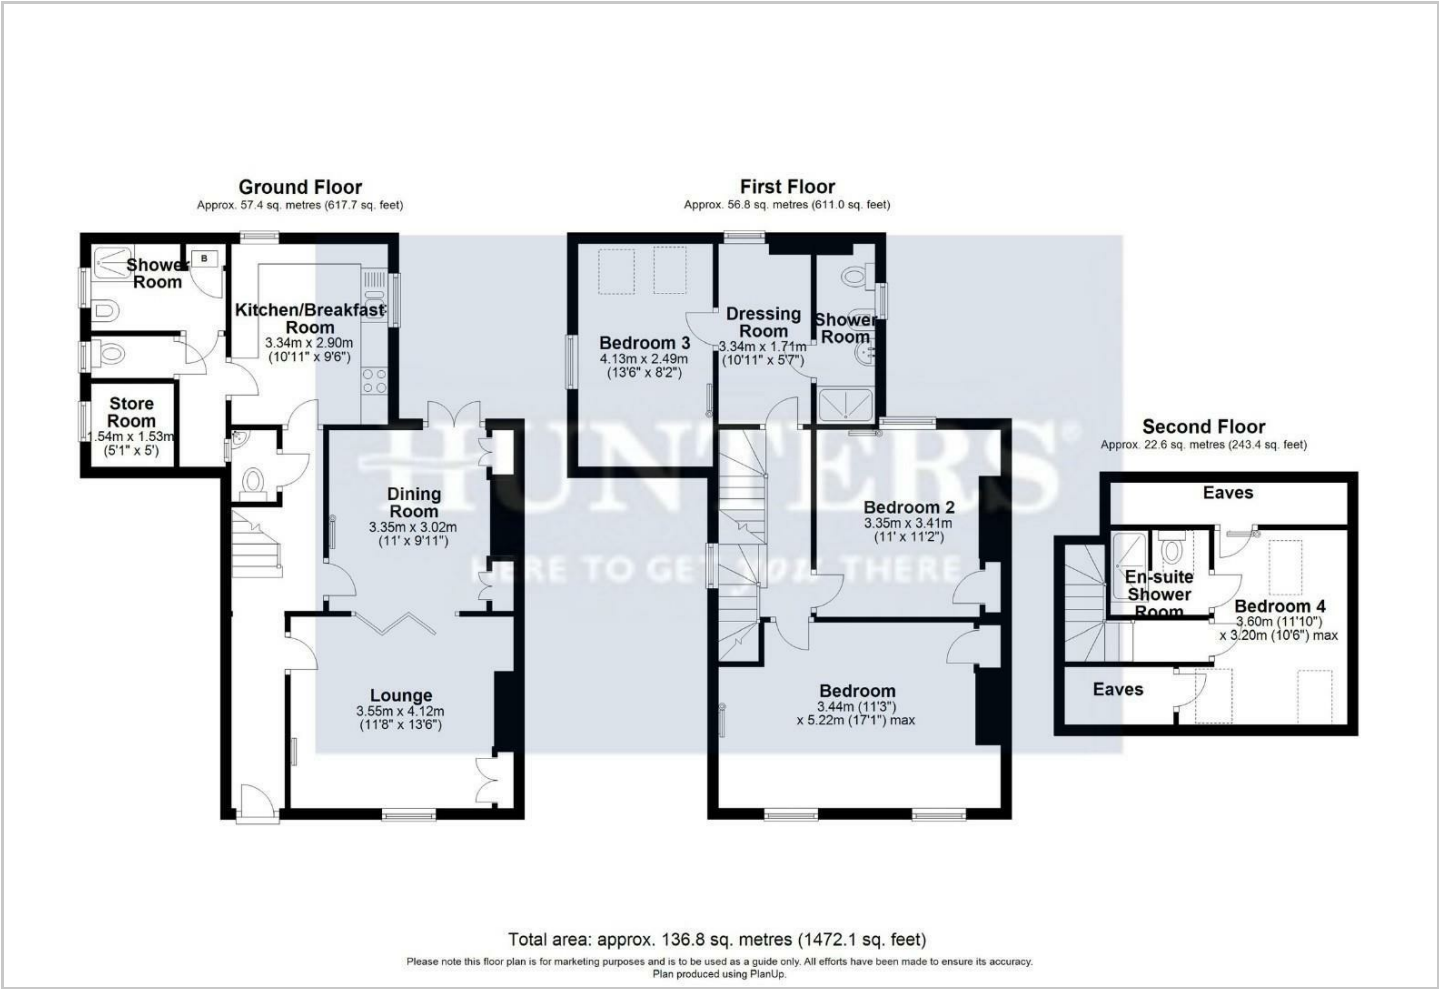 Ground Floor
Approx. 57.4 sq. metres (617.7 sq. feet)
Shower
Room
B
Kitchen/Breakfast
Room
3.34m x 2.90m
(10'11" x 9'6")
Store
Room
1.54m x 1.53m
(5'1" x 5')
Dining
Room
3.35m x 3.02m
(11' x 9'11")
Lounge
3.55m x 4.12m
(11'8" x 13'6")
First Floor
Approx. 56.8 sq. metres (611.0 sq. feet)
Bedroom 3
4.13m x 2.49m
(13'6" x 8'2")
Dressing
Room
3.34m x 1.71m
(10'11" x 5'7")
Shower
Room
Bedroom 2
3.35m x 3.41m
(11' x 11'2")
Bedroom
3.44m (11'3")
x 5.22m (17'1") max
Second Floor
Approx. 22.6 sq. metres (243.4 sq. feet)
Eaves
En-suite
Shower
Room
Bedroom 4
3.60m (11'10")
x 3.20m (10'6") max
Eaves
HUNTERS®
HERE TO GET you THERE
Total area: approx. 136.8 sq. metres (1472.1 sq. feet)
Please note this floor plan is for marketing purposes and is to be used as a guide only. All efforts have been made to ensure its accuracy.
Plan produced using PlanUp.